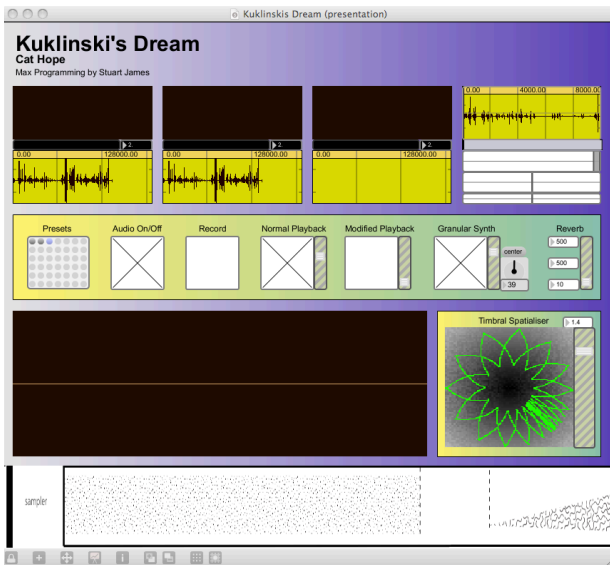 Kuklinskis Dream (presentation)
Kuklinski's Dream
Cat Hope
Max Programming by Stuart James
0.00 4000.00 8000.00
2.
2.
2.
0.00 128000.00
0.00 128000.00
0.00 128000.00
Presets Audio On/Off Record Normal Playback Modified Playback Granular Synth Reverb
500
center
500
39
10
Timbral Spatialiser 1.4
sampler